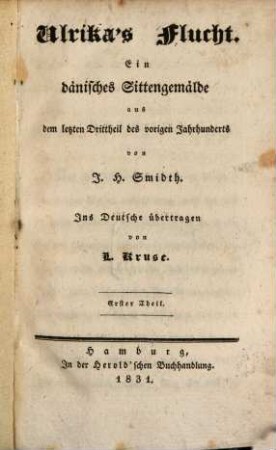 Ulrika's Flucht.
Ein
dänisches Sittengemälde
aus
dem letzten Drittheil des vorigen Jahrhunderts
von
J. H. Smidth.
Ins Deutsche übertragen
von
L. Kruse.
Erster Theil.
Hamburg,
In der Herold'schen Buchhandlung.
1831.